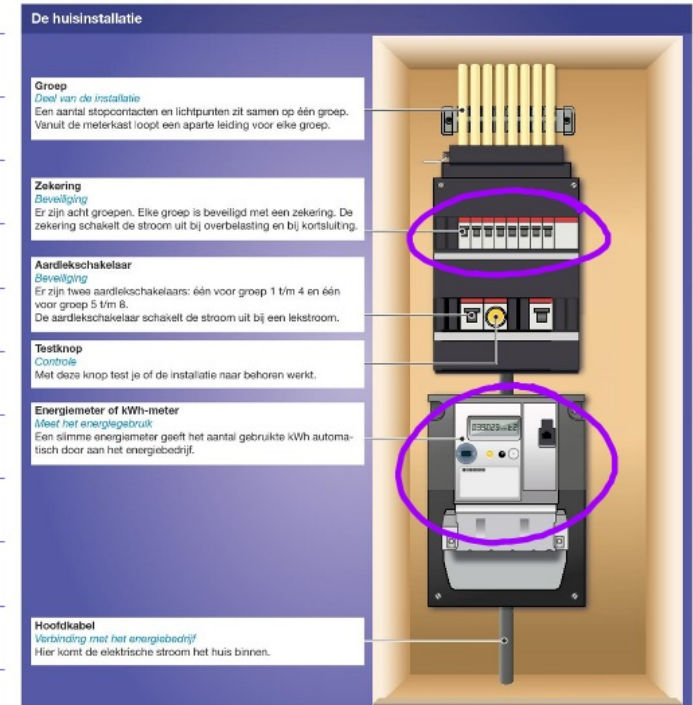 De huisinstallatie
Groep
Deel van de installatie
Een aantal stopcontacten en lichtpunten zit samen op één groep.
Vanuit de meterkast loopt een aparte leiding voor elke groep.
Zekering
Beveiliging
Er zijn acht groepen. Elke groep is beveiligd met een zekering. De
zekering schakelt de stroom uit bij overbelasting en bij kortsluiting.
Aardlekschakelaar
Beveiliging
Er zijn twee aardlekschakelaars: één voor groep 1 t/m 4 en één
voor groep 5 t/m 8.
De aardlekschakelaar schakelt de stroom uit bij een lekstroom.
Testknop
Controle
Met deze knop test je of de installatie naar behoren werkt.
Energiemeter of kWh-meter
Meet het energiegebruik
Een slimme energiemeter geeft het aantal gebruikte kWh automa-
tisch door aan het energiebedrijf.
Hoofdkabel
Verbinding met het energiebedrijf
Hier komt de elektrische stroom het huis binnen.